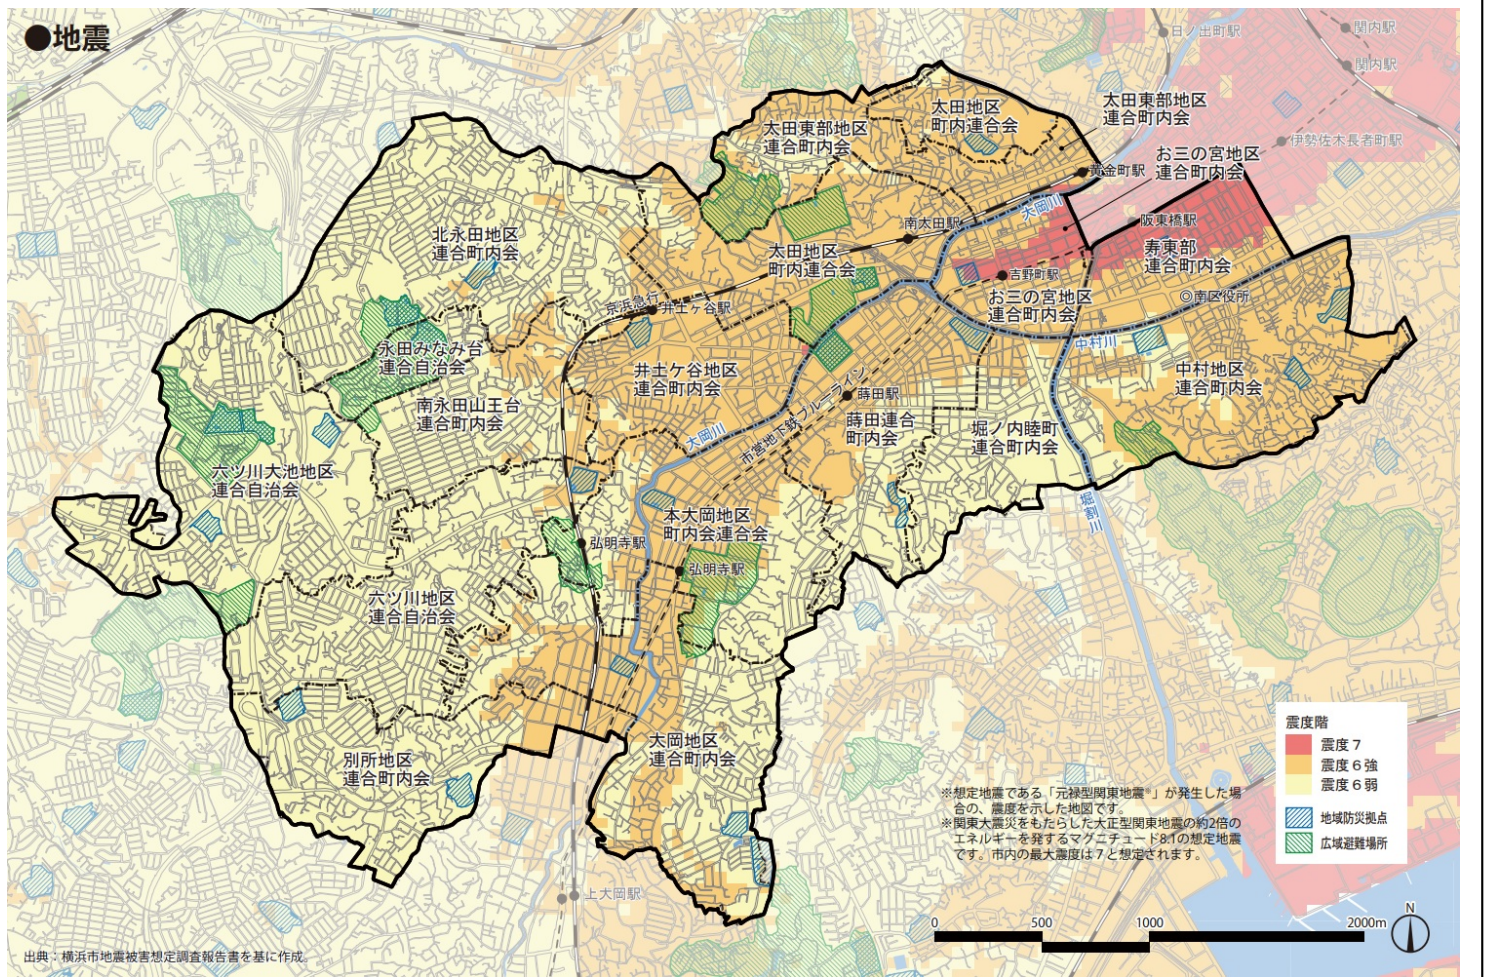 ●地震
日ノ出町駅
関内駅
関内駅
伊勢佐木長者町駅
太田地区
町内連合会
太田東部地区
連合町内会
太田東部地区
連合町内会
お三の宮地区
連合町内会
黄金町駅
大岡川
阪東橋駅
南太田駅
寿東部
連合町内会
北永田地区
連合町内会
太田地区
町内連合会
吉野町駅
お三の宮地区
連合町内会
◎南区役所
京浜急行
井土ヶ谷駅
中村川
永田みなみ台
連合自治会
井土ケ谷地区
連合町内会
中村地区
連合町内会
南永田山王台
連合町内会
蒔田駅
市営地下鉄 ブルーライン
大岡川
蒔田連合
町内会
堀ノ内睦町
連合町内会
六ツ川大池地区
連合自治会
堀割川
本大岡地区
町内会連合会
弘明寺駅
弘明寺駅
六ツ川地区
連合自治会
別所地区
連合町内会
大岡地区
連合町内会
上大岡駅
震度階
震度7
震度6強
震度6弱
地域防災拠点
広域避難場所
※想定地震である「元禄型関東地震※」が発生した場
合の、震度を示した地図です。
※関東大震災をもたらした大正型関東地震の約2倍の
エネルギーを発するマグニチュード8.1の想定地震
です。市内の最大震度は7と想定されます。
0 500 1000 2000m
N
出典：横浜市地震被害想定調査報告書を基に作成